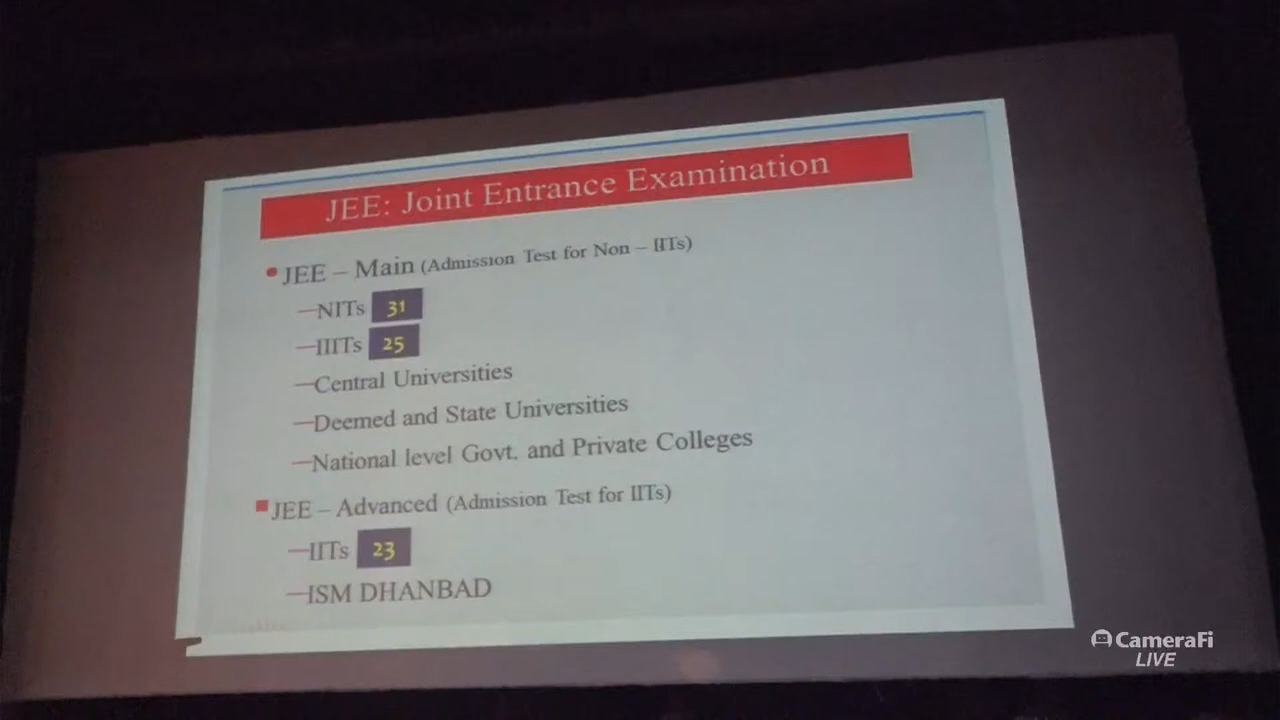 JEE: Joint Entrance Examination
JEE – Main (Admission Test for Non – IITs)
—NITs 31
—IIITs 25
—Central Universities
—Deemed and State Universities
—National level Govt. and Private Colleges
JEE – Advanced (Admission Test for IITs)
—IITs 23
—ISM DHANBAD
CameraFi
LIVE